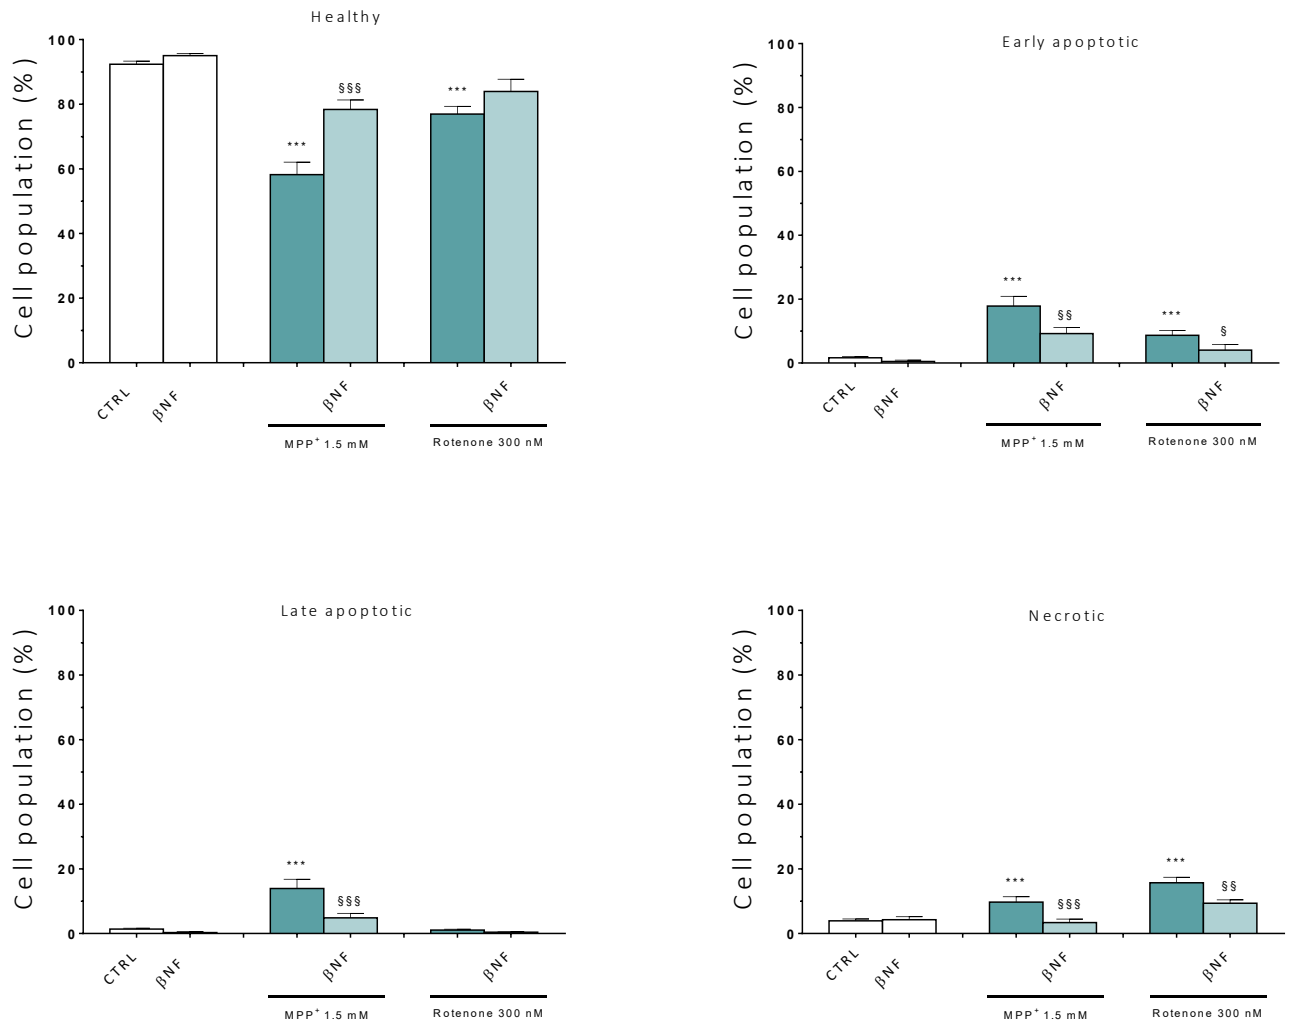 Healthy
Cell population (%)
100
80
60
40
20
0
***
§§§
***
CTRL
βNF
βNF
βNF
MPP⁺ 1.5 mM
Rotenone 300 nM
Early apoptotic
Cell population (%)
100
80
60
40
20
0
***
§§
***
§
CTRL
βNF
βNF
βNF
MPP⁺ 1.5 mM
Rotenone 300 nM
Late apoptotic
Cell population (%)
100
80
60
40
20
0
***
§§§
CTRL
βNF
βNF
βNF
MPP⁺ 1.5 mM
Rotenone 300 nM
Necrotic
Cell population (%)
100
80
60
40
20
0
***
§§§
***
§§
CTRL
βNF
βNF
βNF
MPP⁺ 1.5 mM
Rotenone 300 nM